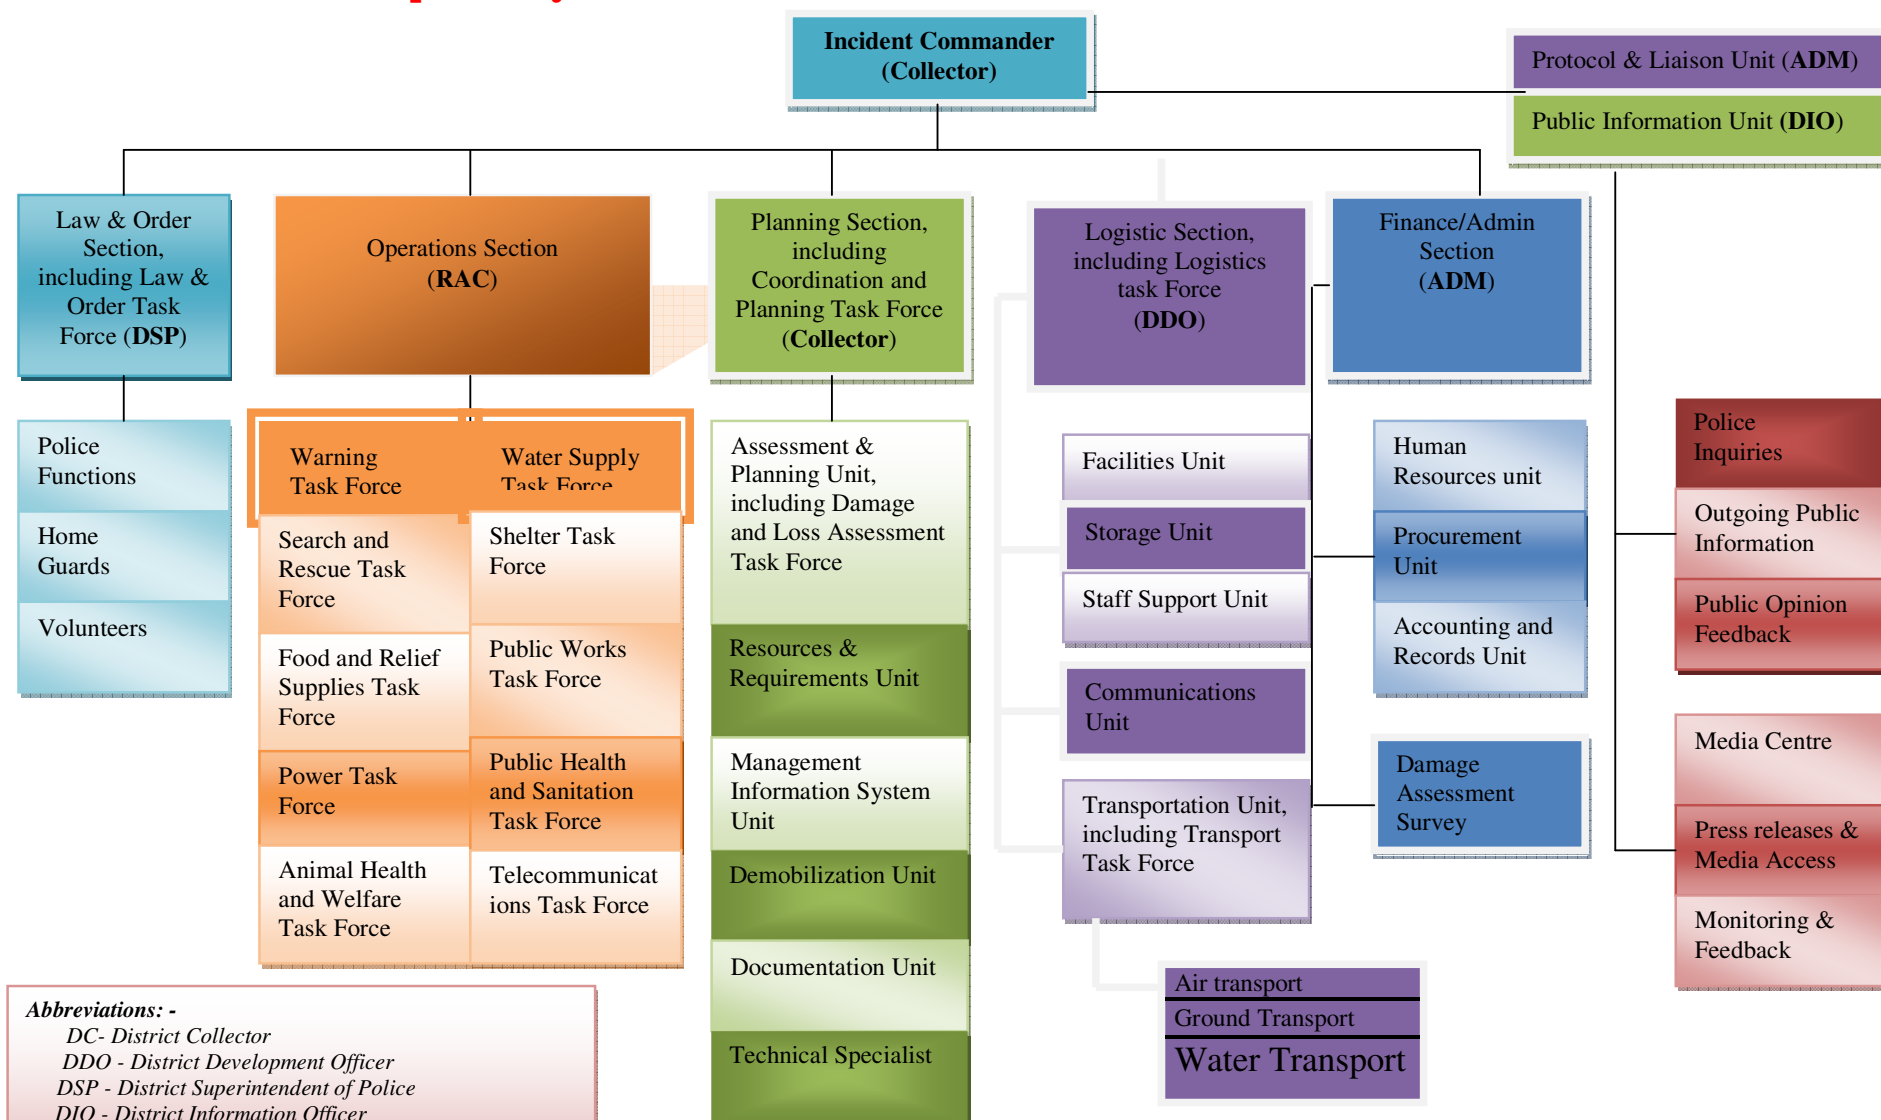 Incident Commander
(Collector)
Protocol & Liaison Unit (ADM)
Public Information Unit (DIO)
Law & Order
Section,
including Law &
Order Task
Force (DSP)
Operations Section
(RAC)
Planning Section,
including
Coordination and
Planning Task Force
(Collector)
Logistic Section,
including Logistics
task Force
(DDO)
Finance/Admin
Section
(ADM)
Police
Functions
Home
Guards
Volunteers
Warning
Task Force
Search and
Rescue Task
Force
Food and Relief
Supplies Task
Force
Power Task
Force
Animal Health
and Welfare
Task Force
Water Supply
Task Force
Shelter Task
Force
Public Works
Task Force
Public Health
and Sanitation
Task Force
Telecommunicat
ions Task Force
Assessment &
Planning Unit,
including Damage
and Loss Assessment
Task Force
Resources &
Requirements Unit
Management
Information System
Unit
Demobilization Unit
Documentation Unit
Technical Specialist
Facilities Unit
Storage Unit
Staff Support Unit
Communications
Unit
Transportation Unit,
including Transport
Task Force
Air transport
Ground Transport
Water Transport
Human
Resources unit
Procurement
Unit
Accounting and
Records Unit
Damage
Assessment
Survey
Police
Inquiries
Outgoing Public
Information
Public Opinion
Feedback
Media Centre
Press releases &
Media Access
Monitoring &
Feedback
Abbreviations: -
DC- District Collector
DDO - District Development Officer
DSP - District Superintendent of Police
DIO - District Information Officer